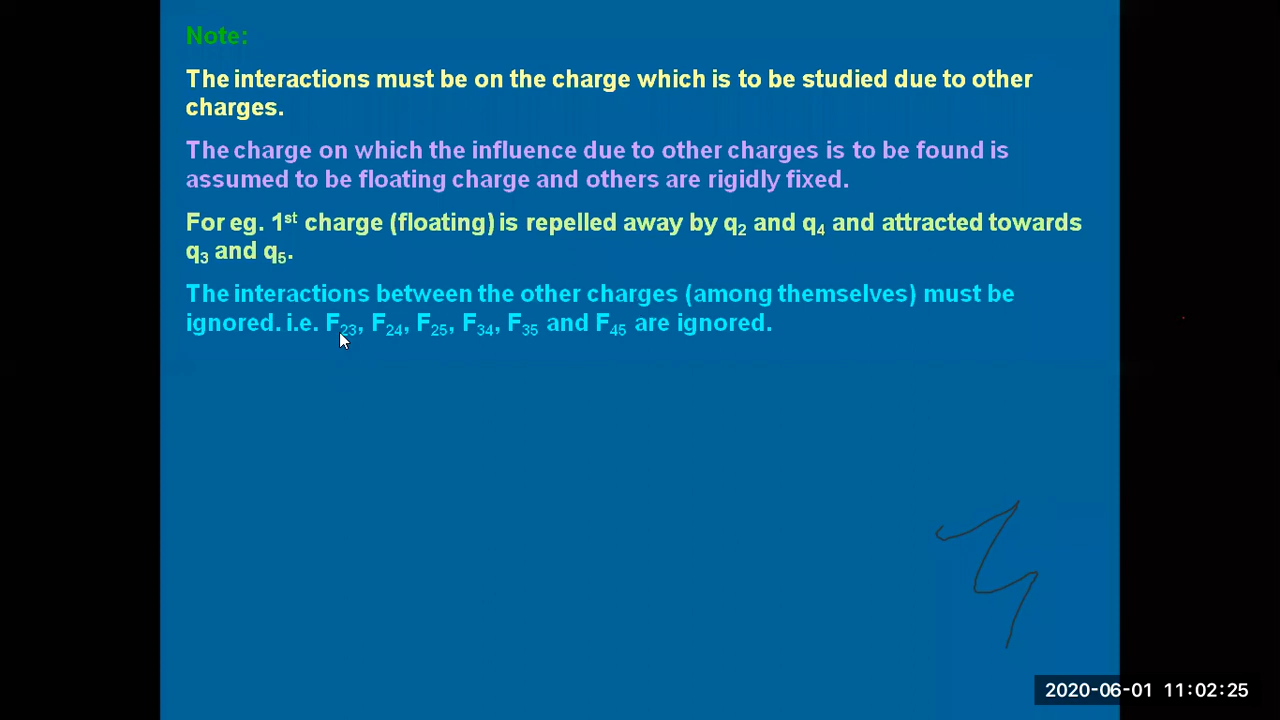 Note:
The interactions must be on the charge which is to be studied due to other
charges.
The charge on which the influence due to other charges is to be found is
assumed to be floating charge and others are rigidly fixed.
For eg. 1st charge (floating) is repelled away by q2 and q4 and attracted towards
q3 and q5.
The interactions between the other charges (among themselves) must be
ignored. i.e. F23, F24, F25, F34, F35 and F45 are ignored.
2020-06-01 11:02:25